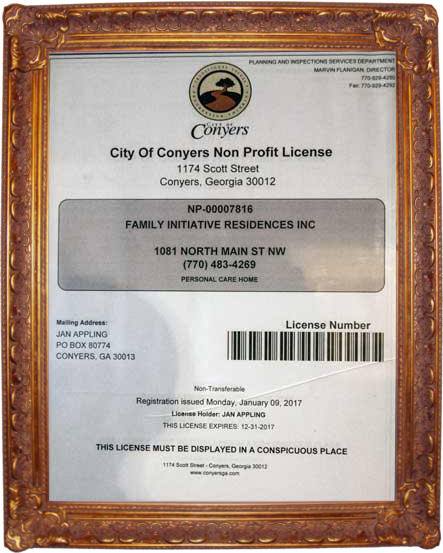 PLANNING AND INSPECTIONS SERVICES DEPARTMENT
MARVIN FLANIGAN, DIRECTOR
770-929-4280
Fax: 770-929-4292
CITY OF
Conyers
City Of Conyers Non Profit License
1174 Scott Street
Conyers, Georgia 30012
NP-00007816
FAMILY INITIATIVE RESIDENCES INC
1081 NORTH MAIN ST NW
(770) 483-4269
PERSONAL CARE HOME
Mailing Address:
JAN APPLING
PO BOX 80774
CONYERS, GA 30013
License Number
Non-Transferable
Registration issued Monday, January 09, 2017
License Holder: JAN APPLING
THIS LICENSE EXPIRES: 12-31-2017
THIS LICENSE MUST BE DISPLAYED IN A CONSPICUOUS PLACE
1174 Scott Street - Conyers, Georgia 30012
www.conyersga.com